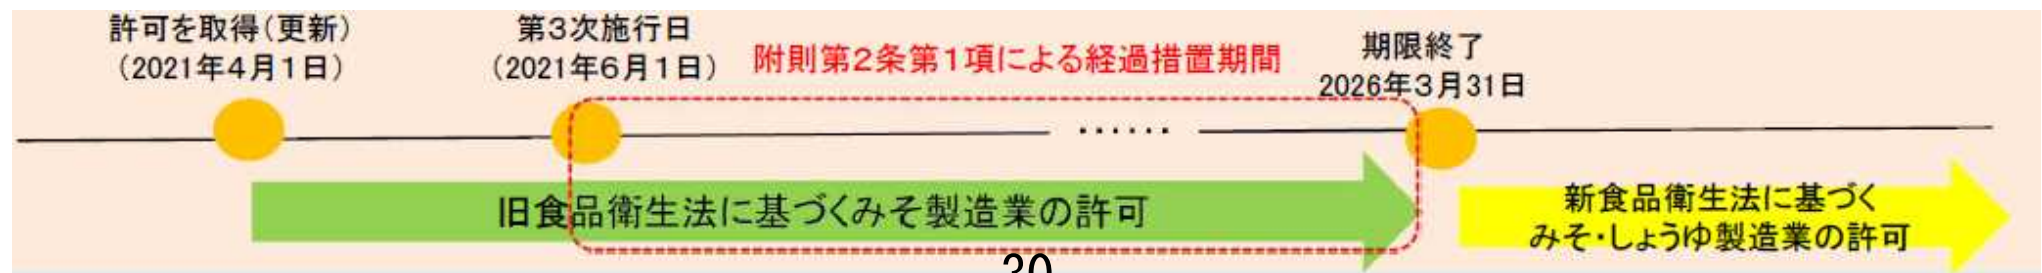 許可を取得(更新)
(2021年4月1日)
第3次施行日
(2021年6月1日)
附則第2条第1項による経過措置期間
期限終了
2026年3月31日
……
旧食品衛生法に基づくみそ製造業の許可
新食品衛生法に基づく
みそ・しょうゆ製造業の許可
30